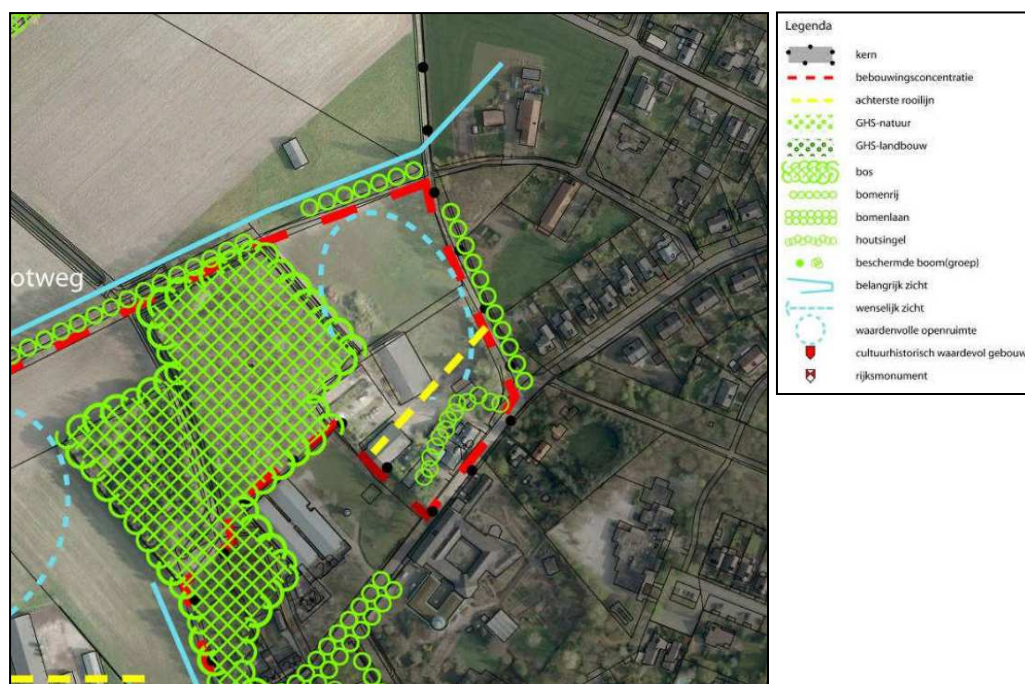 otweg
Legenda
kern
bebouwingsconcentratie
achterste rooilijn
GHS-natuur
GHS-landbouw
bos
bomenrij
bomenlaan
houtsingel
beschermde boom(groep)
belangrijk zicht
wenselijk zicht
waardenvolle openruimte
cultuurhistorisch waardevol gebouw
rijksmonument